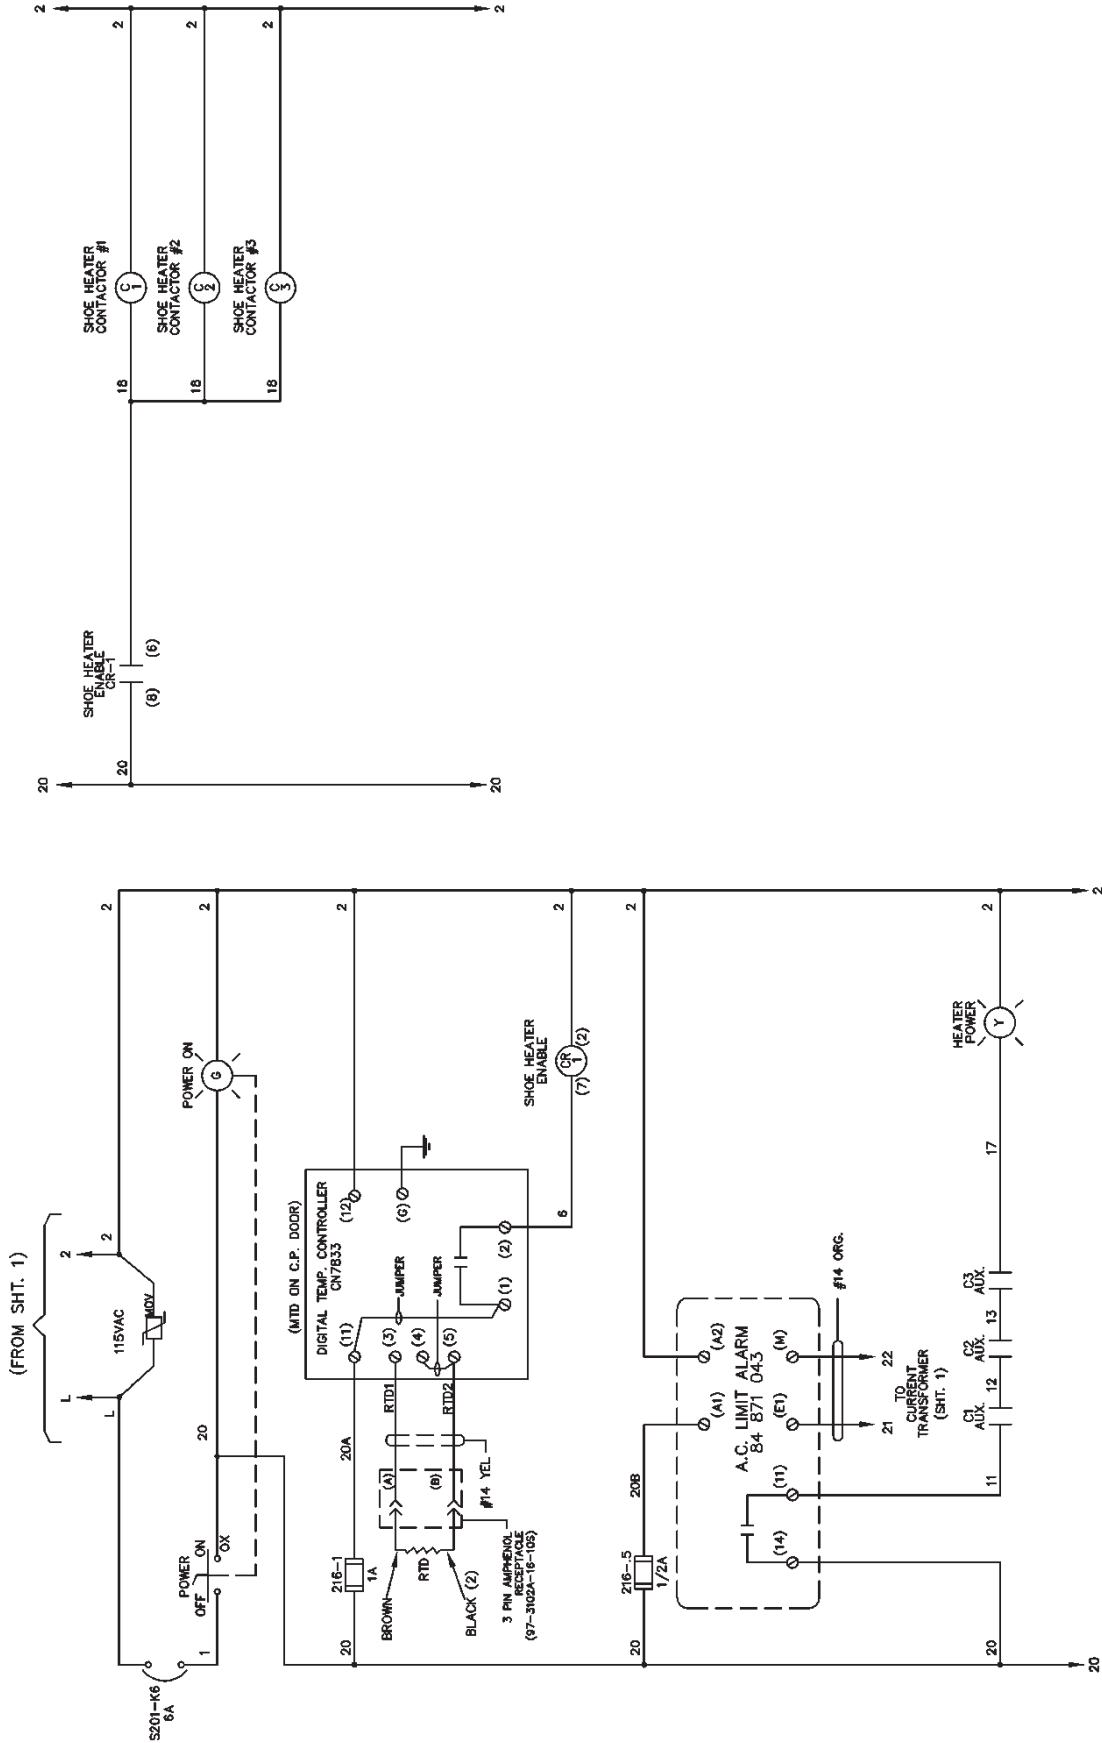 (FROM SHT. 1)
L
2
L
2
2
115VAC
MOV
S201-K6
6A
1
POWER
OFF
ON
OX
20
POWER ON
G
2
216-1
1A
20
20A
(MTD ON C.P. DOOR)
DIGITAL TEMP. CONTROLLER
CN7833
(11)
(12)
2
BROWN
RTD
BLACK (2)
(A)
(B)
RTD1
RTD2
(3)
(4)
(5)
JUMPER
JUMPER
(G)
#14 YEL
3 PIN AMPHENOL
RECEPTACLE
(97-3102A-16-10S)
(1)
(2)
6
SHOE HEATER
ENABLE
CR
1
(7)
(2)
2
216-.5
1/2A
20
20B
(A1)
(A2)
2
A.C. LIMIT ALARM
84 871 043
(14)
(11)
(E1)
(M)
21
22
#14 ORG.
TO
CURRENT
TRANSFORMER
(SHT. 1)
20
11
C1
AUX.
12
C2
AUX.
13
C3
AUX.
17
HEATER
POWER
Y
2
20
2
20
2
20
SHOE HEATER
ENABLE
CR-1
(8)
(6)
18
SHOE HEATER
CONTACTOR #1
C
1
2
18
SHOE HEATER
CONTACTOR #2
C
2
2
18
SHOE HEATER
CONTACTOR #3
C
3
2
20
2